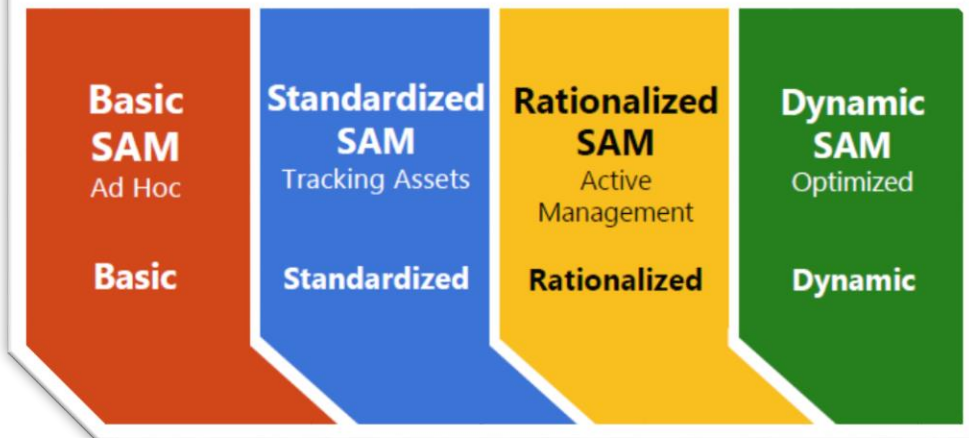 Basic
SAM
Ad Hoc
Basic
Standardized
SAM
Tracking Assets
Standardized
Rationalized
SAM
Active
Management
Rationalized
Dynamic
SAM
Optimized
Dynamic